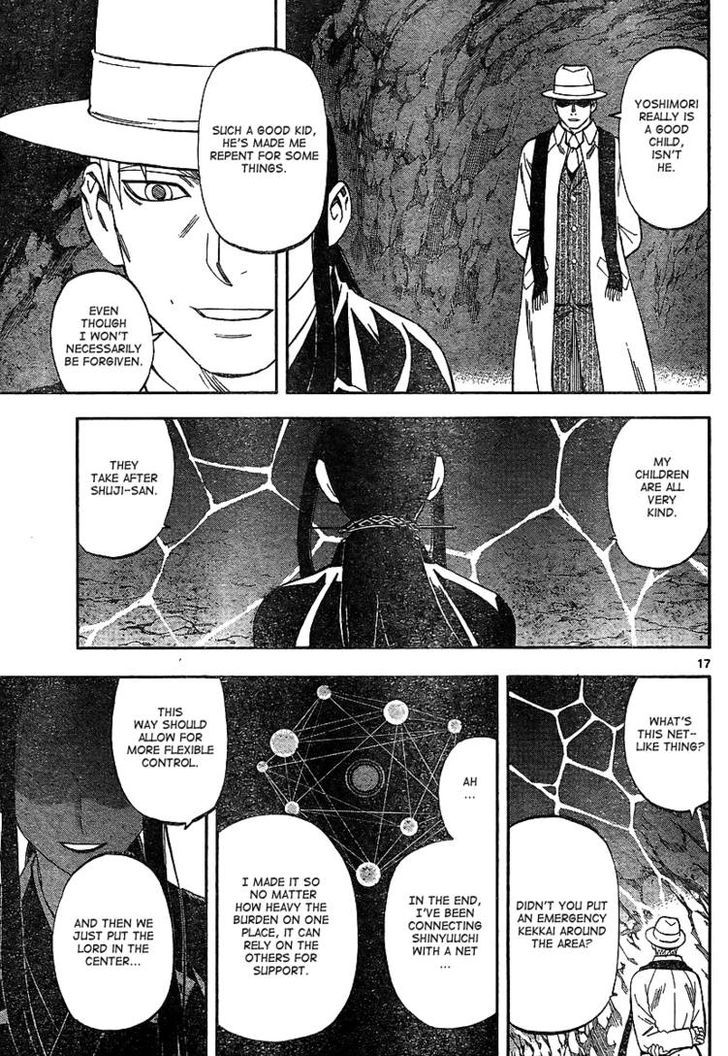 YOSHIMORI
REALLY IS
A GOOD
CHILD,
ISN'T
HE.
SUCH A GOOD KID,
HE'S MADE ME
REPENT FOR SOME
THINGS.
EVEN
THOUGH
I WON'T
NECESSARILY
BE FORGIVEN.
MY
CHILDREN
ARE ALL
VERY
KIND.
THEY
TAKE AFTER
SHUJI-SAN.
17
WHAT'S
THIS NET-
LIKE THING?
DIDN'T YOU PUT
AN EMERGENCY
KEKKAI AROUND
THE AREA?
AH
...
IN THE END,
I'VE BEEN
CONNECTING
SHINYUUCHI
WITH A NET
...
I MADE IT SO
NO MATTER
HOW HEAVY THE
BURDEN ON ONE
PLACE, IT CAN
RELY ON THE
OTHERS FOR
SUPPORT.
THIS
WAY SHOULD
ALLOW FOR
MORE FLEXIBLE
CONTROL.
AND THEN WE
JUST PUT THE
LORD IN THE
CENTER...